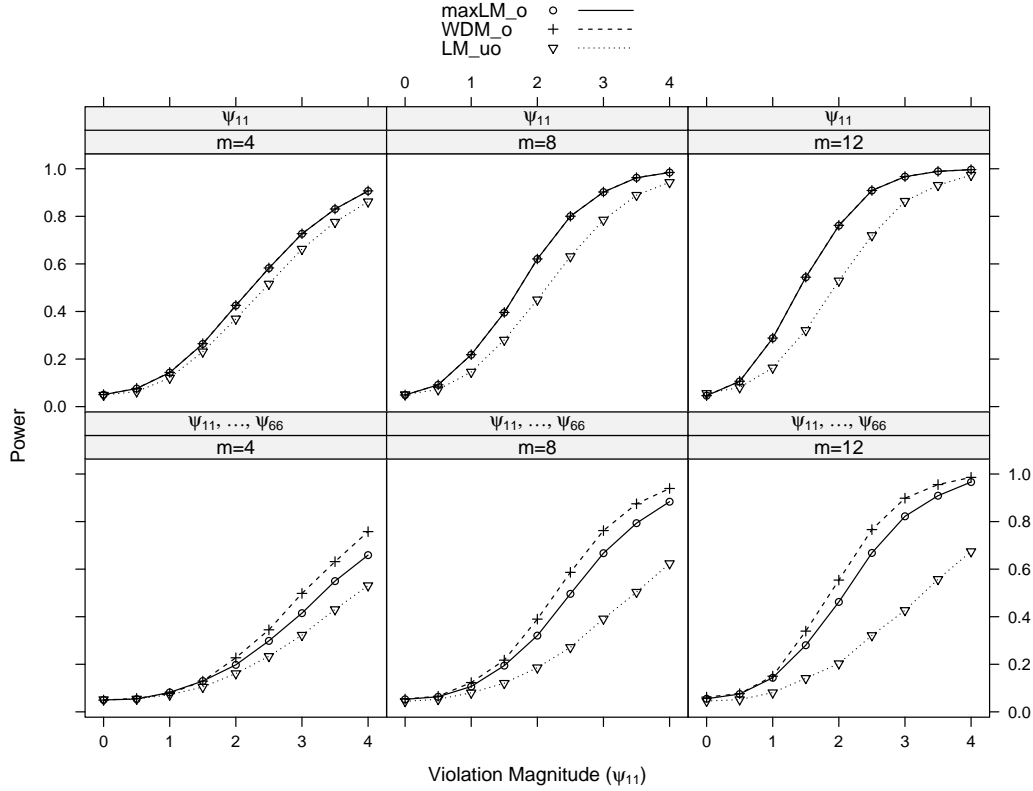 maxLM_o
WDM_o
LM_uo
0 1 2 3 4
ψ11 ψ11 ψ11
m=4 m=8 m=12
1.0
0.8
0.6
0.4
0.2
0.0
ψ11, ..., ψ66 ψ11, ..., ψ66 ψ11, ..., ψ66
m=4 m=8 m=12
1.0
0.8
0.6
0.4
0.2
0.0
Power
0 1 2 3 4 0 1 2 3 4
Violation Magnitude (ψ11)